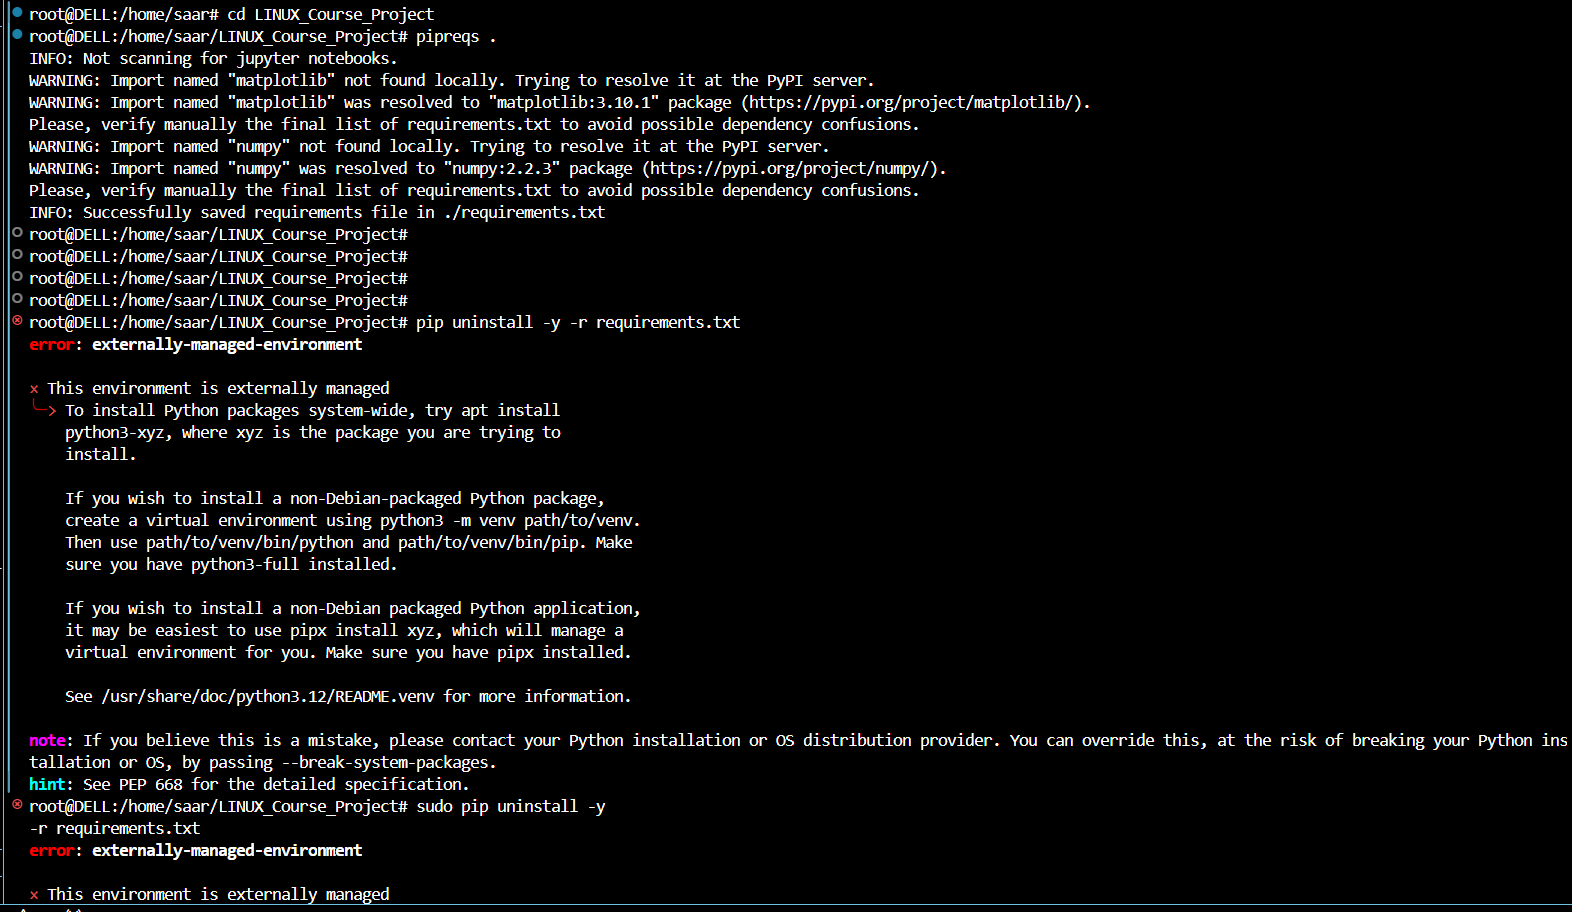 root@DELL:/home/saar# cd LINUX_Course_Project
root@DELL:/home/saar/LINUX_Course_Project# pipreqs .
INFO: Not scanning for jupyter notebooks.
WARNING: Import named "matplotlib" not found locally. Trying to resolve it at the PyPI server.
WARNING: Import named "matplotlib" was resolved to "matplotlib:3.10.1" package (https://pypi.org/project/matplotlib/).
Please, verify manually the final list of requirements.txt to avoid possible dependency confusions.
WARNING: Import named "numpy" not found locally. Trying to resolve it at the PyPI server.
WARNING: Import named "numpy" was resolved to "numpy:2.2.3" package (https://pypi.org/project/numpy/).
Please, verify manually the final list of requirements.txt to avoid possible dependency confusions.
INFO: Successfully saved requirements file in ./requirements.txt
root@DELL:/home/saar/LINUX_Course_Project#
root@DELL:/home/saar/LINUX_Course_Project#
root@DELL:/home/saar/LINUX_Course_Project#
root@DELL:/home/saar/LINUX_Course_Project#
root@DELL:/home/saar/LINUX_Course_Project# pip uninstall -y -r requirements.txt
error: externally-managed-environment
× This environment is externally managed
╰─> To install Python packages system-wide, try apt install
python3-xyz, where xyz is the package you are trying to
install.
If you wish to install a non-Debian-packaged Python package,
create a virtual environment using python3 -m venv path/to/venv.
Then use path/to/venv/bin/python and path/to/venv/bin/pip. Make
sure you have python3-full installed.
If you wish to install a non-Debian packaged Python application,
it may be easiest to use pipx install xyz, which will manage a
virtual environment for you. Make sure you have pipx installed.
See /usr/share/doc/python3.12/README.venv for more information.
note: If you believe this is a mistake, please contact your Python installation or OS distribution provider. You can override this, at the risk of breaking your Python ins
tallation or OS, by passing --break-system-packages.
hint: See PEP 668 for the detailed specification.
root@DELL:/home/saar/LINUX_Course_Project# sudo pip uninstall -y
-r requirements.txt
error: externally-managed-environment
× This environment is externally managed